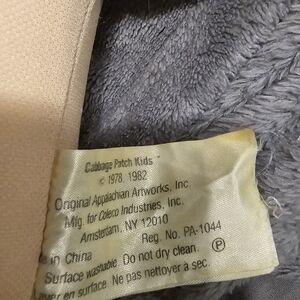 Cabbage Patch Kids™
© 1978, 1982
Original Appalachian Artworks, Inc.
Mfg. for Coleco Industries, Inc.
Amsterdam, NY 12010
Reg. No. PA-1044
in China
Surface washable. Do not dry clean. P
en surface. Ne pas nettoyer a sec.